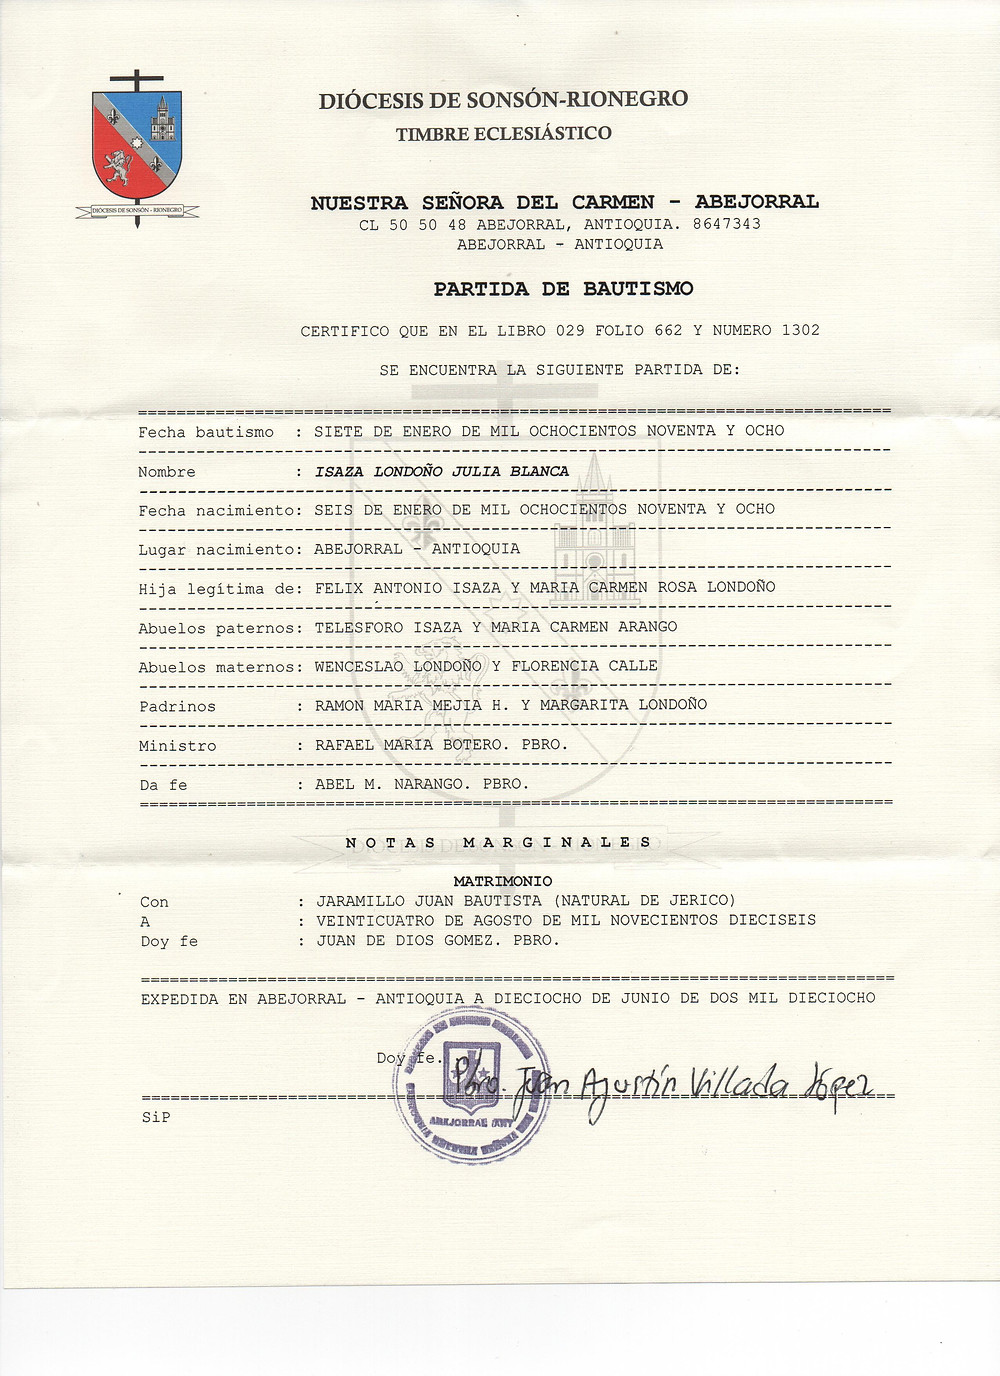 DIÓCESIS DE SONSÓN-RIONEGRO
TIMBRE ECLESIÁSTICO
DIÓCESIS DE SONSÓN - RIONEGRO
NUESTRA SEÑORA DEL CARMEN - ABEJORRAL
CL 50 50 48 ABEJORRAL, ANTIOQUIA. 8647343
ABEJORRAL - ANTIOQUIA
PARTIDA DE BAUTISMO
CERTIFICO QUE EN EL LIBRO 029 FOLIO 662 Y NUMERO 1302
SE ENCUENTRA LA SIGUIENTE PARTIDA DE:
Fecha bautismo : SIETE DE ENERO DE MIL OCHOCIENTOS NOVENTA Y OCHO
Nombre : ISAZA LONDOÑO JULIA BLANCA
Fecha nacimiento: SEIS DE ENERO DE MIL OCHOCIENTOS NOVENTA Y OCHO
Lugar nacimiento: ABEJORRAL - ANTIOQUIA
Hija legítima de: FELIX ANTONIO ISAZA Y MARIA CARMEN ROSA LONDOÑO
Abuelos paternos: TELESFORO ISAZA Y MARIA CARMEN ARANGO
Abuelos maternos: WENCESLAO LONDOÑO Y FLORENCIA CALLE
Padrinos : RAMON MARIA MEJIA H. Y MARGARITA LONDOÑO
Ministro : RAFAEL MARIA BOTERO. PBRO.
Da fe : ABEL M. NARANGO. PBRO.
NOTAS MARGINALES
MATRIMONIO
Con : JARAMILLO JUAN BAUTISTA (NATURAL DE JERICO)
A : VEINTICUATRO DE AGOSTO DE MIL NOVECIENTOS DIECISEIS
Doy fe : JUAN DE DIOS GOMEZ. PBRO.
EXPEDIDA EN ABEJORRAL - ANTIOQUIA A DIECIOCHO DE JUNIO DE DOS MIL DIECIOCHO
Doy fe.
Pbro. Juan Agustín Villada López
ABEJORRAL ANT
SiP